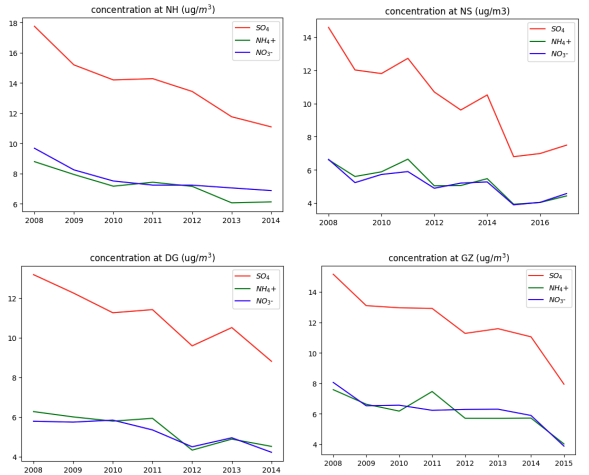 concentration at NH (ug/m³)
18
16
14
12
10
8
6
2008 2009 2010 2011 2012 2013 2014
SO₄
NH₄+
NO₃-
concentration at NS (ug/m3)
14
12
10
8
6
4
2008 2010 2012 2014 2016
SO₄
NH₄+
NO₃-
concentration at DG (ug/m³)
12
10
8
6
4
2008 2009 2010 2011 2012 2013 2014
SO₄
NH₄+
NO₃-
concentration at GZ (ug/m³)
14
12
10
8
6
4
2008 2009 2010 2011 2012 2013 2014 2015
SO₄
NH₄+
NO₃-